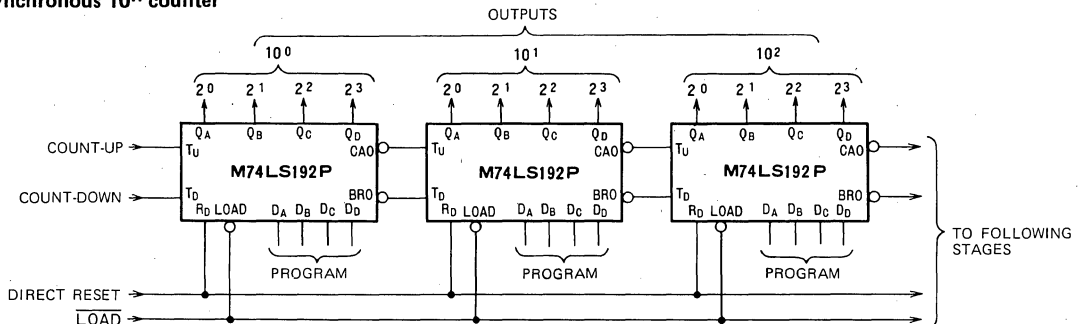 nchronous 10ⁿ counter
OUTPUTS
10⁰ 10¹ 10²
2⁰ 2¹ 2² 2³ 2⁰ 2¹ 2² 2³ 2⁰ 2¹ 2² 2³
Q_A Q_B Q_C Q_D Q_A Q_B Q_C Q_D Q_A Q_B Q_C Q_D
COUNT-UP T_U CAO T_U CAO T_U CAO
M74LS192P M74LS192P M74LS192P
COUNT-DOWN T_D BRO T_D BRO T_D BRO
R_D LOAD D_A D_B D_C D_D R_D LOAD D_A D_B D_C D_D R_D LOAD D_A D_B D_C D_D
TO FOLLOWING
STAGES
PROGRAM PROGRAM PROGRAM
DIRECT RESET
LOAD